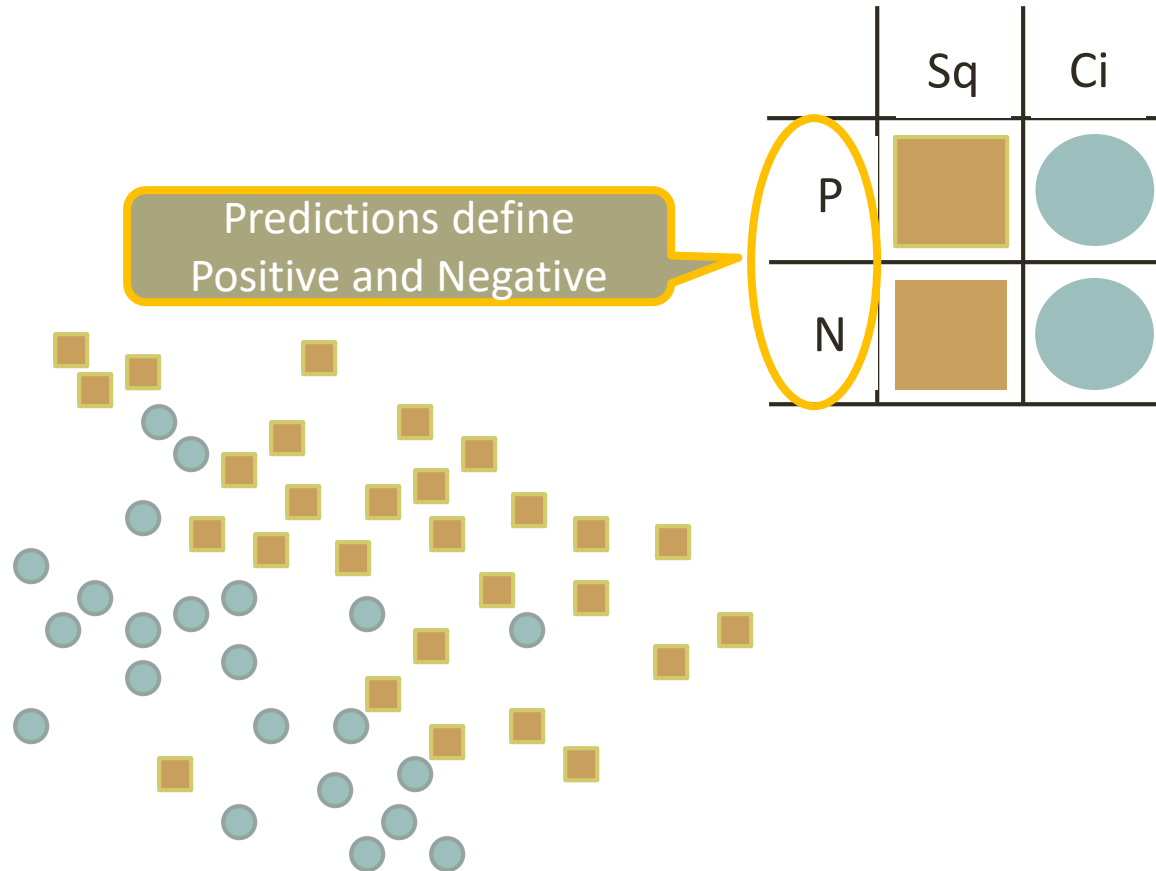 Sq Ci
P
Predictions define
Positive and Negative
N